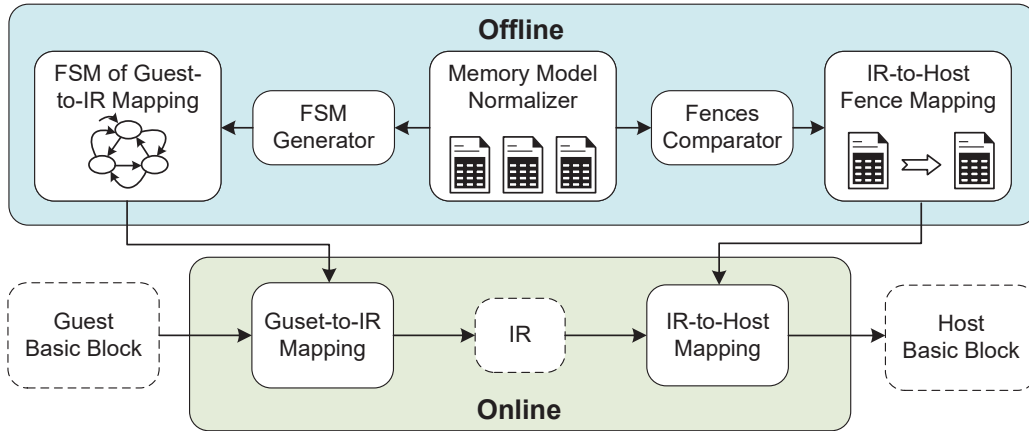 Offline
FSM of Guest-
to-IR Mapping
FSM
Generator
Memory Model
Normalizer
Fences
Comparator
IR-to-Host
Fence Mapping
Guest
Basic Block
Guset-to-IR
Mapping
IR
IR-to-Host
Mapping
Host
Basic Block
Online